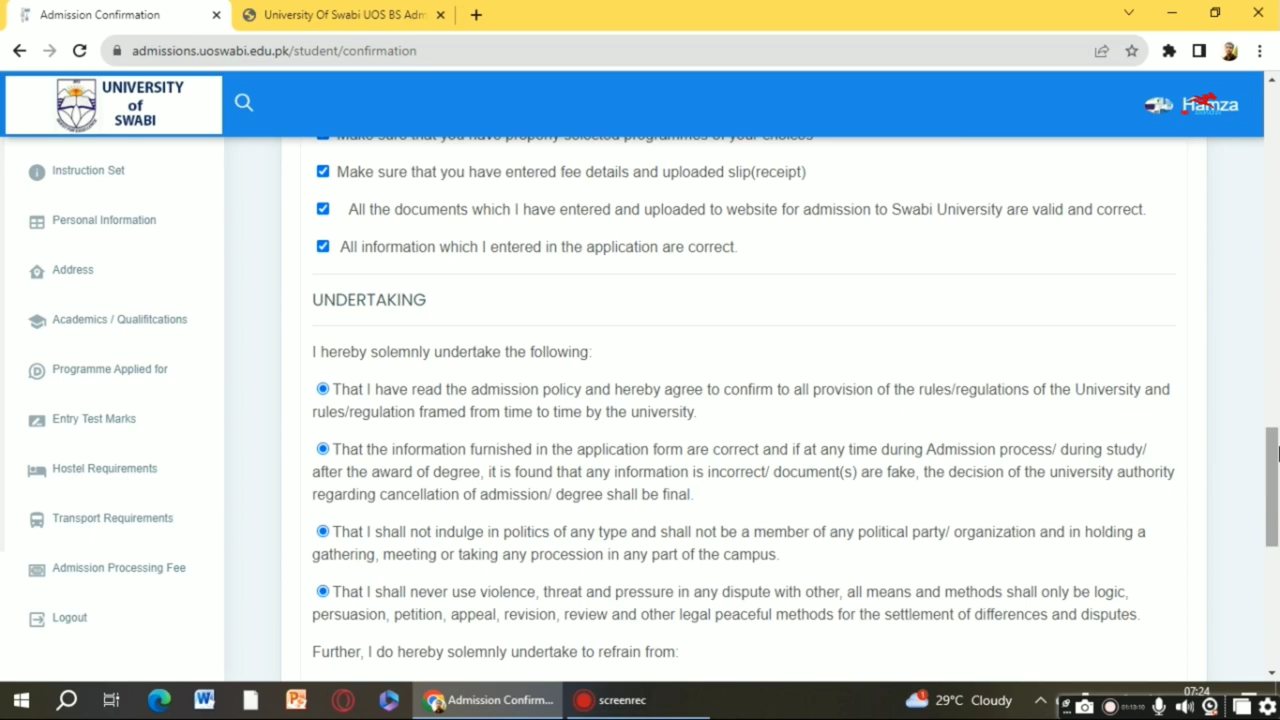 Admission Confirmation
University Of Swabi UOS BS Adm
admissions.uoswabi.edu.pk/student/confirmation
UNIVERSITY
of
SWABI
Hamza
Instruction Set
Personal Information
Address
Academics / Qualifitcations
Programme Applied for
Entry Test Marks
Hostel Requirements
Transport Requirements
Admission Processing Fee
Logout
Make sure that you have properly selected programmes of your choices
Make sure that you have entered fee details and uploaded slip(receipt)
All the documents which I have entered and uploaded to website for admission to Swabi University are valid and correct.
All information which I entered in the application are correct.
UNDERTAKING
I hereby solemnly undertake the following:
That I have read the admission policy and hereby agree to confirm to all provision of the rules/regulations of the University and
rules/regulation framed from time to time by the university.
That the information furnished in the application form are correct and if at any time during Admission process/ during study/
after the award of degree, it is found that any information is incorrect/ document(s) are fake, the decision of the university authority
regarding cancellation of admission/ degree shall be final.
That I shall not indulge in politics of any type and shall not be a member of any political party/ organization and in holding a
gathering, meeting or taking any procession in any part of the campus.
That I shall never use violence, threat and pressure in any dispute with other, all means and methods shall only be logic,
persuasion, petition, appeal, revision, review and other legal peaceful methods for the settlement of differences and disputes.
Further, I do hereby solemnly undertake to refrain from:
Admission Confirm...
screenrec
29°C Cloudy
07:24